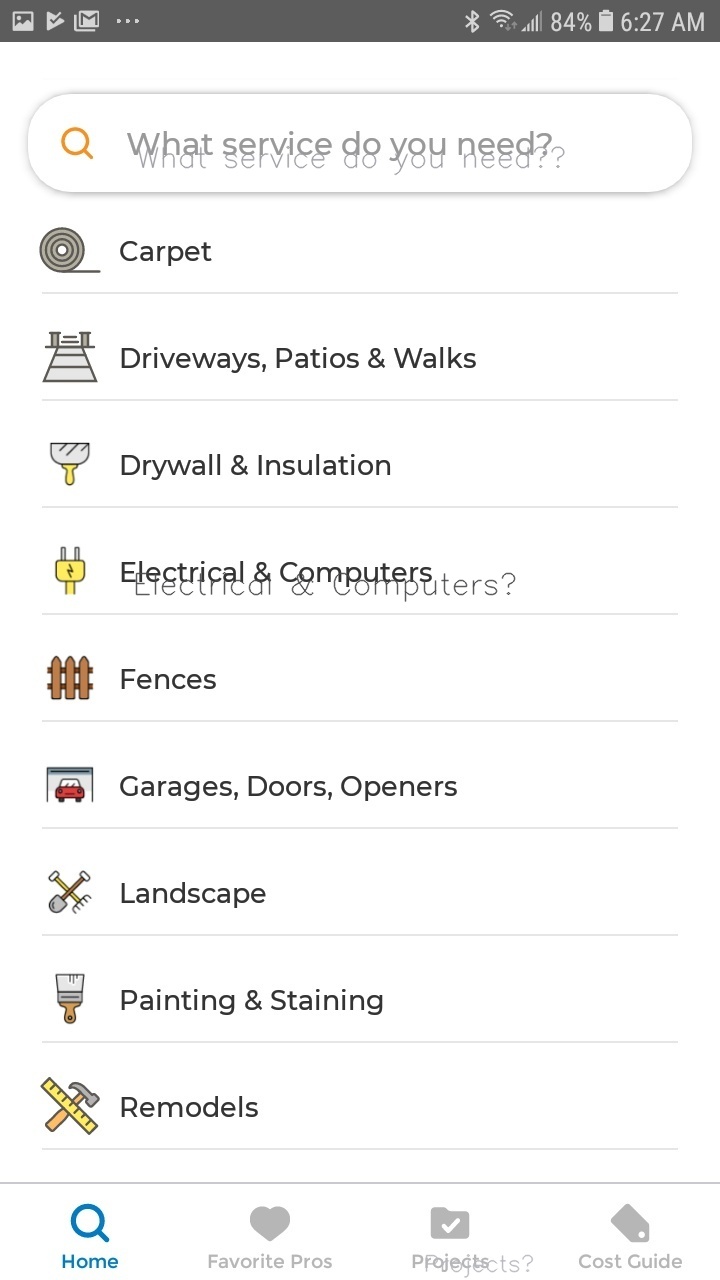 84% 6:27 AM
What service do you need?
What service do you need??
Carpet
Driveways, Patios & Walks
Drywall & Insulation
Electrical & Computers
Electrical & Computers?
Fences
Garages, Doors, Openers
Landscape
Painting & Staining
Remodels
Home Favorite Pros Projects Cost Guide
Projects?